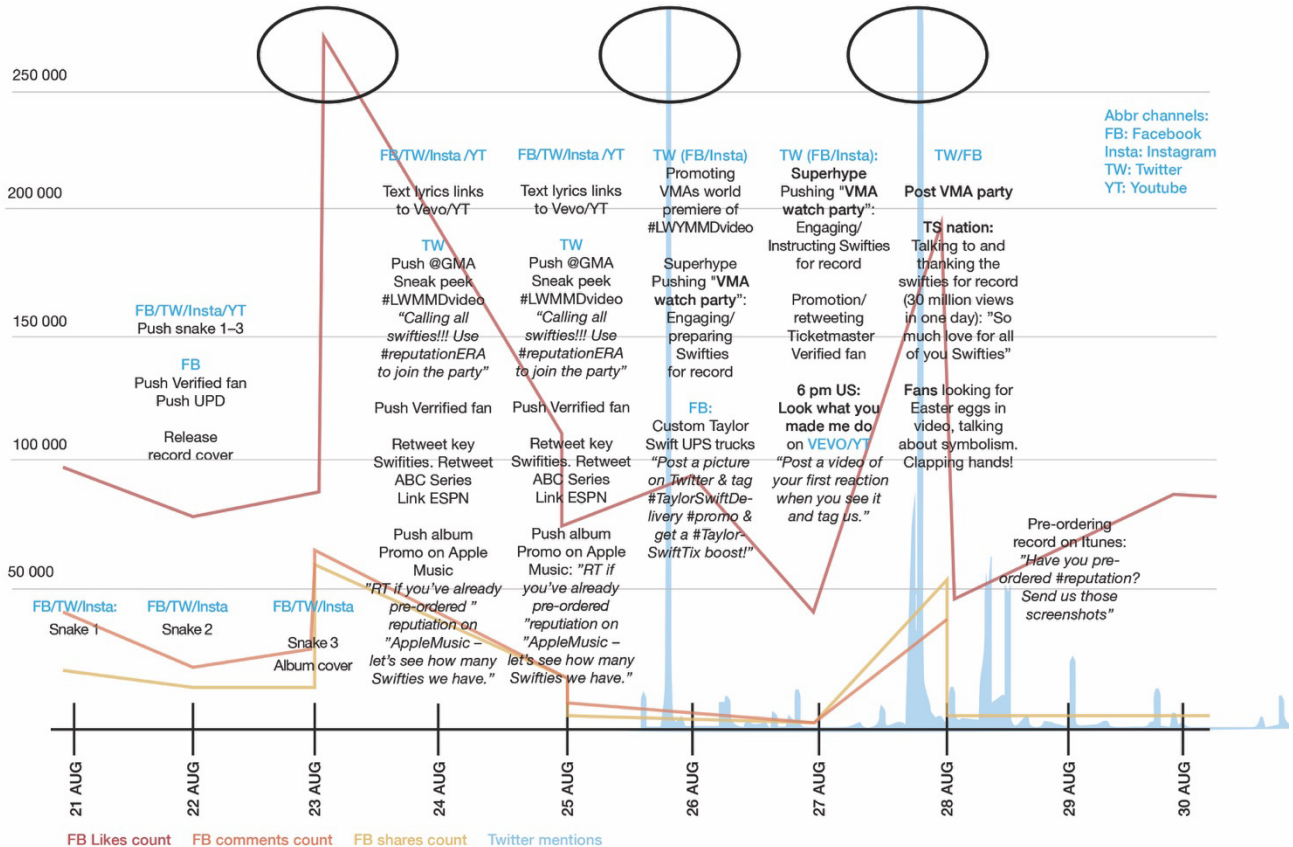 250 000
200 000
150 000
100 000
50 000
Abbr channels:
FB: Facebook
Insta: Instagram
TW: Twitter
YT: Youtube
FB/TW/Insta:
Snake 1
FB/TW/Insta/YT
Push snake 1–3
FB
Push Verified fan
Push UPD
Release
record cover
FB/TW/Insta
Snake 2
FB/TW/Insta
Snake 3
Album cover
FB/TW/Insta /YT
Text lyrics links
to Vevo/YT
TW
Push @GMA
Sneak peek
#LWMMDvideo
“Calling all
swifties!!! Use
#reputationERA
to join the party”
Push Verrified fan
Retweet key
Swifities. Retweet
ABC Series
Link ESPN
Push album
Promo on Apple
Music
”RT if you’ve already
pre-ordered ”
reputiation on
”AppleMusic –
let’s see how many
Swifties we have.”
FB/TW/Insta /YT
Text lyrics links
to Vevo/YT
TW
Push @GMA
Sneak peek
#LWMMDvideo
“Calling all
swifties!!! Use
#reputationERA
to join the party”
Push Verrified fan
Retweet key
Swifities. Retweet
ABC Series
Link ESPN
Push album
Promo on Apple
Music: ”RT if
you’ve already
pre-ordered
”reputiation on
”AppleMusic –
let’s see how many
Swifties we have.”
TW (FB/Insta)
Promoting
VMAs world
premiere of
#LWYMMDvideo
Superhype
Pushing "VMA
watch party”:
Engaging/
preparing
Swifties
for record
FB:
Custom Taylor
Swift UPS trucks
“Post a picture
on Twitter & tag
#TaylorSwiftDe-
livery #promo &
get a #Taylor-
SwiftTix boost!”
TW (FB/Insta):
Superhype
Pushing "VMA
watch party”:
Engaging/
Instructing Swifties
for record
Promotion/
retweeting
Ticketmaster
Verified fan
6 pm US:
Look what you
made me do
on VEVO/YT
“Post a video of
your first reaction
when you see it
and tag us.”
TW/FB
Post VMA party
TS nation:
Talking to and
thanking the
swifties for record
(30 million views
in one day): "So
much love for all
of you Swifties”
Fans looking for
Easter eggs in
video, talking
about symbolism.
Clapping hands!
Pre-ordering
record on Itunes:
”Have you pre-
ordered #reputation?
Send us those
screenshots”
21 AUG
22 AUG
23 AUG
24 AUG
25 AUG
26 AUG
27 AUG
28 AUG
29 AUG
30 AUG
FB Likes count
FB comments count
FB shares count
Twitter mentions